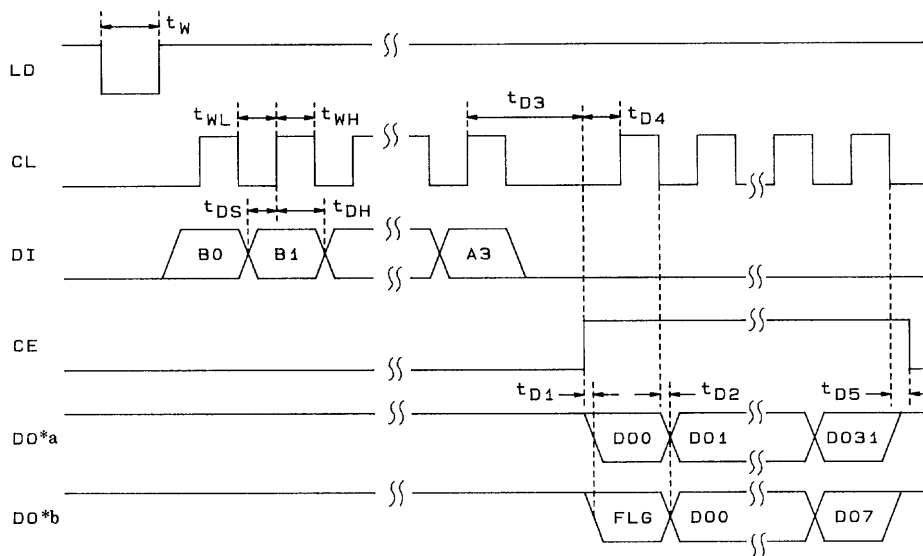 tW
LD
tWL tWH tD3 tD4
CL
tDS tDH
DI B0 B1 A3
CE
tD1 tD2 tD5
DO*a DO0 DO1 DO31
DO*b FLG DO0 DO7